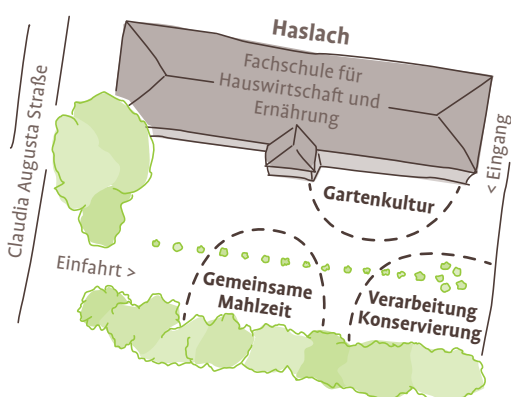 Haslach
Fachschule für
Hauswirtschaft und
Ernährung
Claudia Augusta Straße
< Eingang
Gartenkultur
Einfahrt >
Gemeinsame
Mahlzeit
Verarbeitung
Konservierung